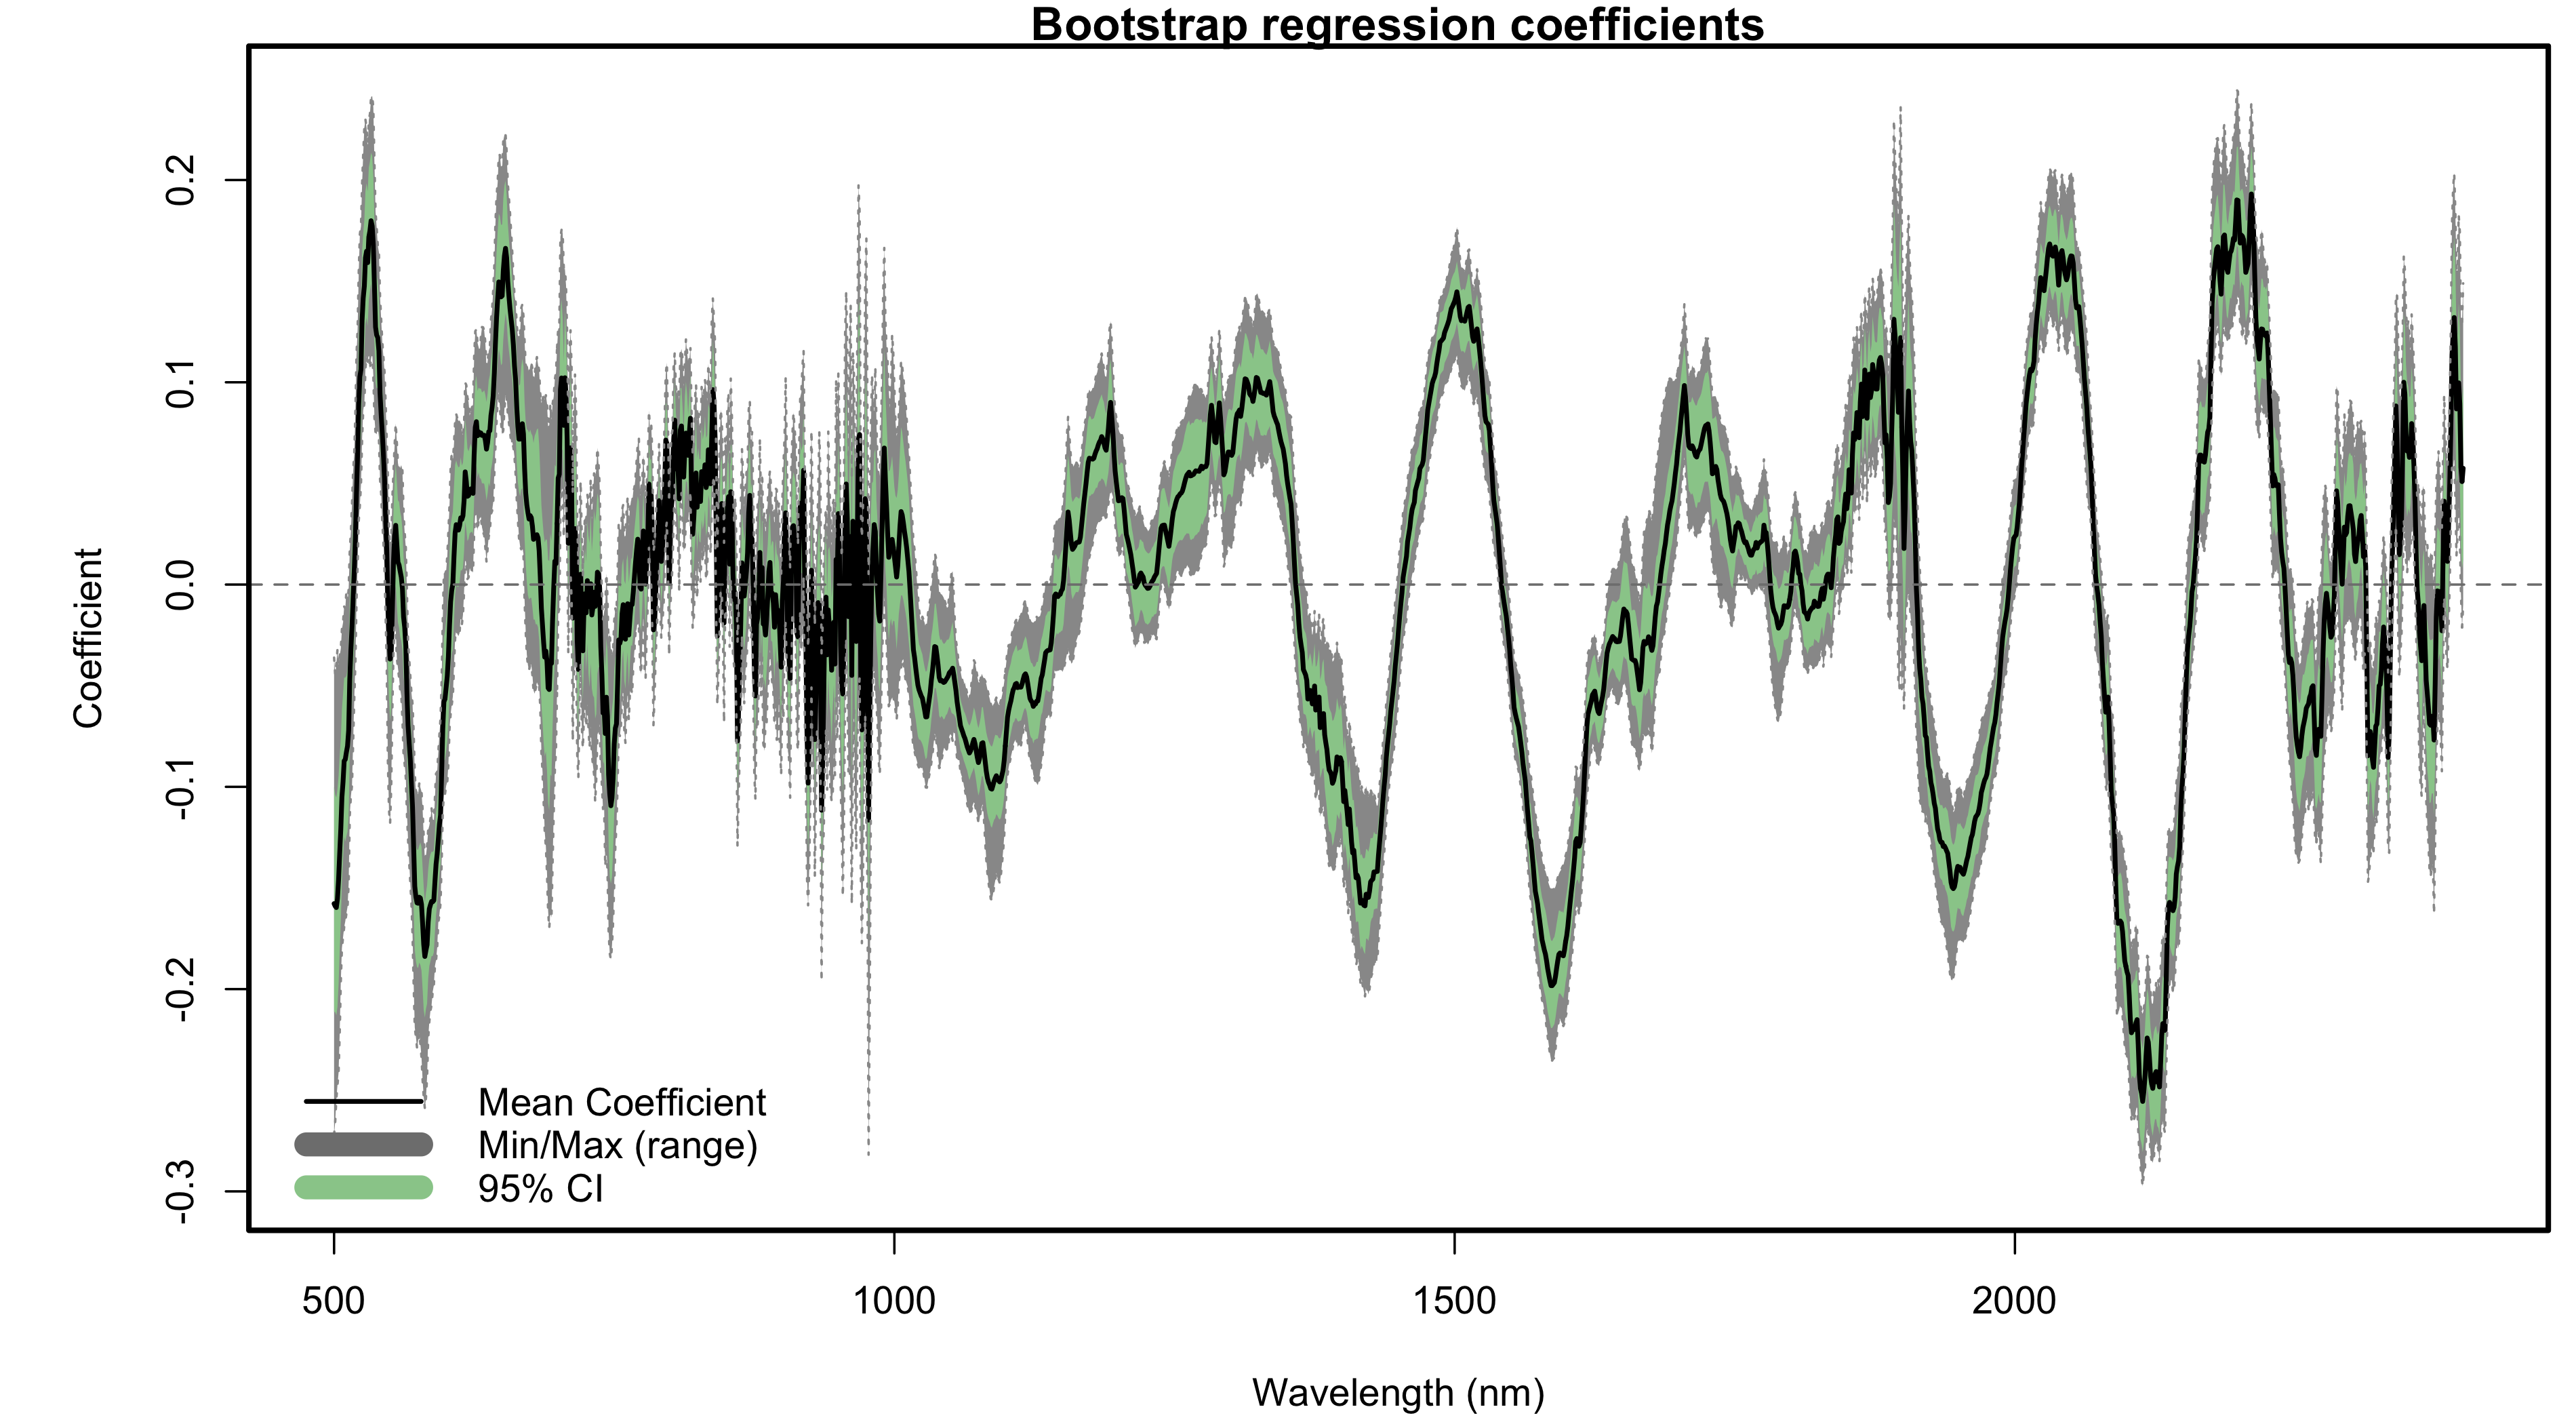 Bootstrap regression coefficients
Coefficient
0.2
0.1
0.0
-0.1
-0.2
-0.3
Mean Coefficient
Min/Max (range)
95% CI
500 1000 1500 2000
Wavelength (nm)